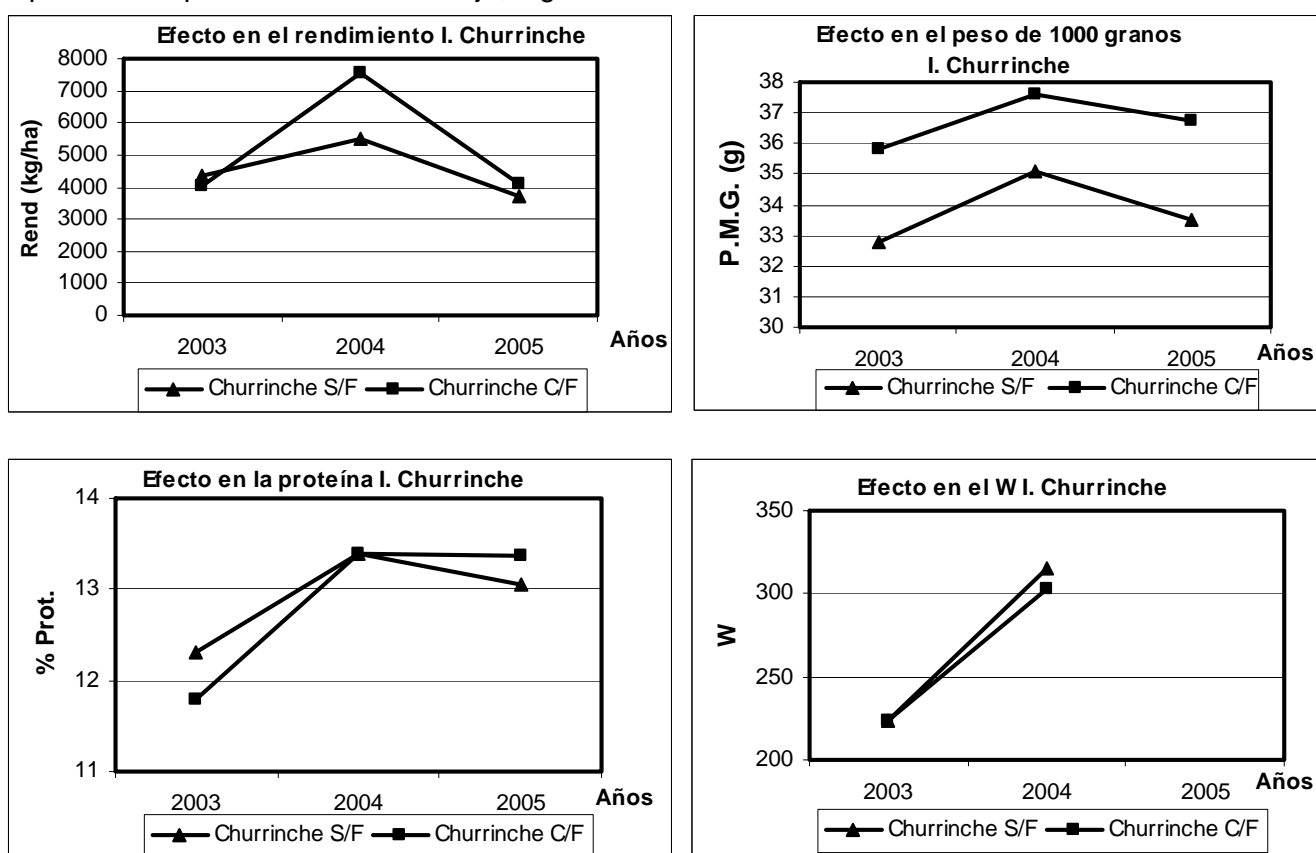 Efecto en el rendimiento I. Churrinche
8000
7000
6000
5000
4000
3000
2000
1000
0
Rend (kg/ha)
2003 2004 2005 Años
Churrinche S/F Churrinche C/F
Efecto en el peso de 1000 granos
I. Churrinche
38
37
36
35
34
33
32
31
30
P.M.G. (g)
2003 2004 2005 Años
Churrinche S/F Churrinche C/F
Efecto en la proteína I. Churrinche
14
13
12
11
% Prot.
2003 2004 2005 Años
Churrinche S/F Churrinche C/F
Efecto en el W I. Churrinche
350
300
250
200
W
2003 2004 2005 Años
Churrinche S/F Churrinche C/F